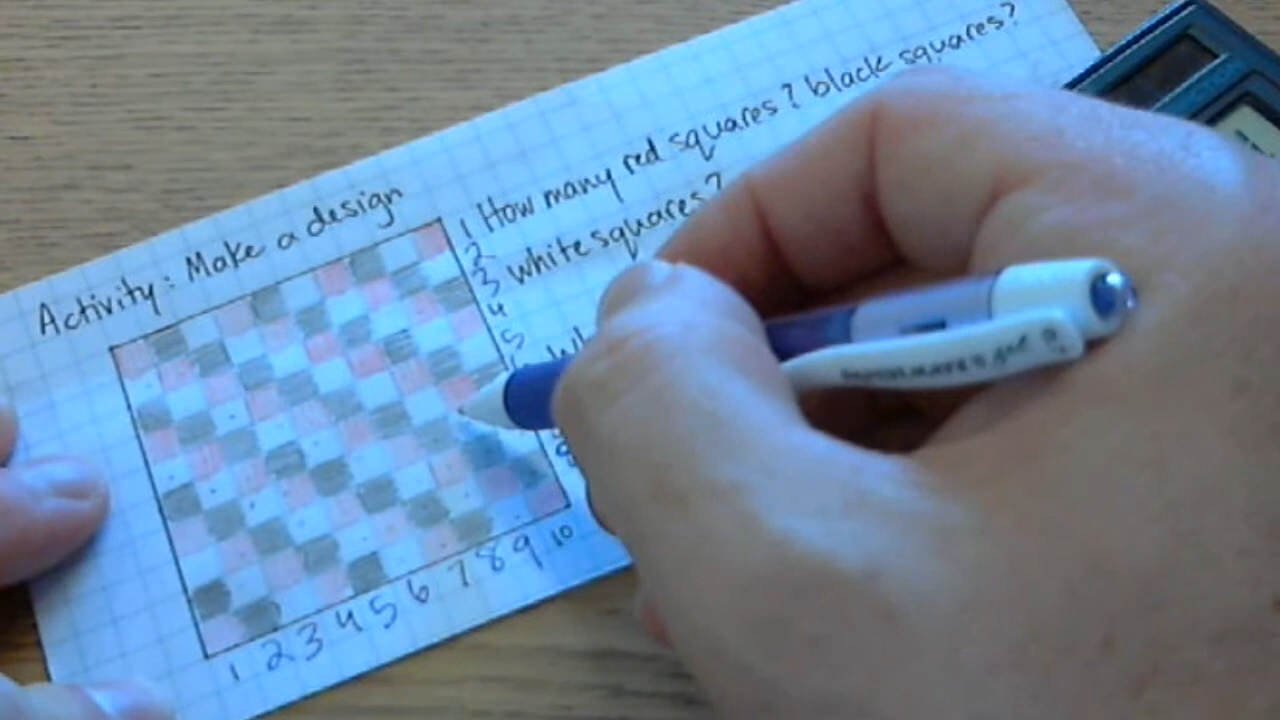 Activity: Make a design
How many red squares? black squares?
white squares?
1
2
3
4
5
1 2 3 4 5 6 7 8 9 10